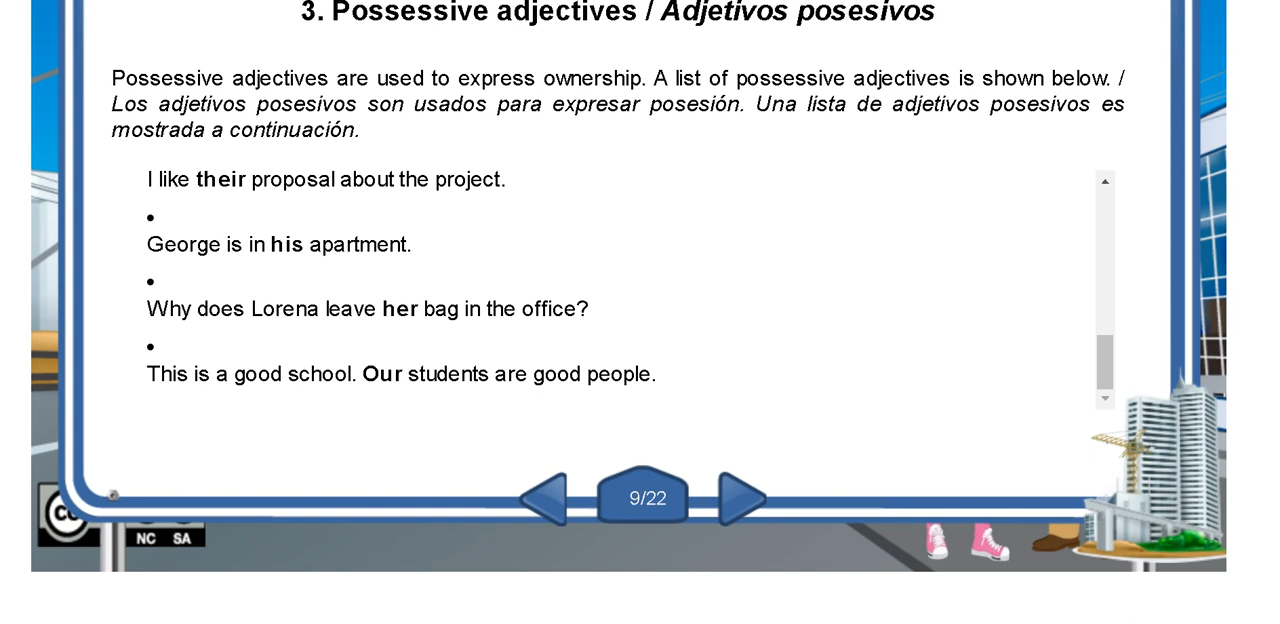 3. Possessive adjectives / Adjetivos posesivos
Possessive adjectives are used to express ownership. A list of possessive adjectives is shown below. /
Los adjetivos posesivos son usados para expresar posesión. Una lista de adjetivos posesivos es
mostrada a continuación.
I like their proposal about the project.
•
George is in his apartment.
•
Why does Lorena leave her bag in the office?
•
This is a good school. Our students are good people.
9/22
cc
NC SA